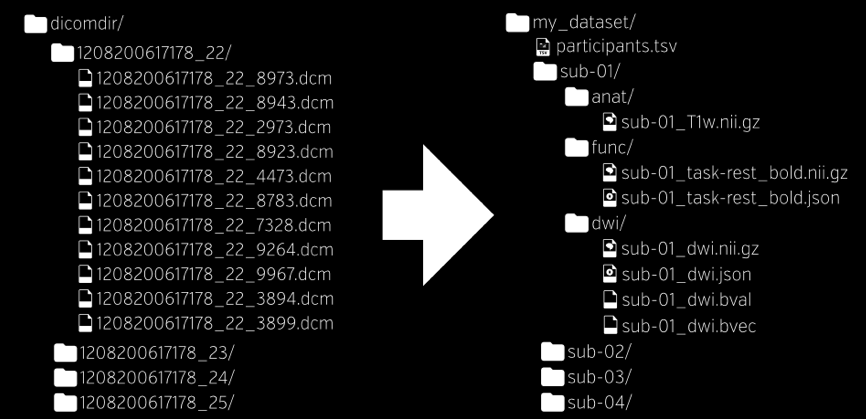 dicomdir/
1208200617178_22/
1208200617178_22_8973.dcm
1208200617178_22_8943.dcm
1208200617178_22_2973.dcm
1208200617178_22_8923.dcm
1208200617178_22_4473.dcm
1208200617178_22_8783.dcm
1208200617178_22_7328.dcm
1208200617178_22_9264.dcm
1208200617178_22_9967.dcm
1208200617178_22_3894.dcm
1208200617178_22_3899.dcm
1208200617178_23/
1208200617178_24/
1208200617178_25/
my_dataset/
TSV
participants.tsv
sub-01/
anat/
sub-01_T1w.nii.gz
func/
sub-01_task-rest_bold.nii.gz
sub-01_task-rest_bold.json
dwi/
sub-01_dwi.nii.gz
sub-01_dwi.json
sub-01_dwi.bval
sub-01_dwi.bvec
sub-02/
sub-03/
sub-04/